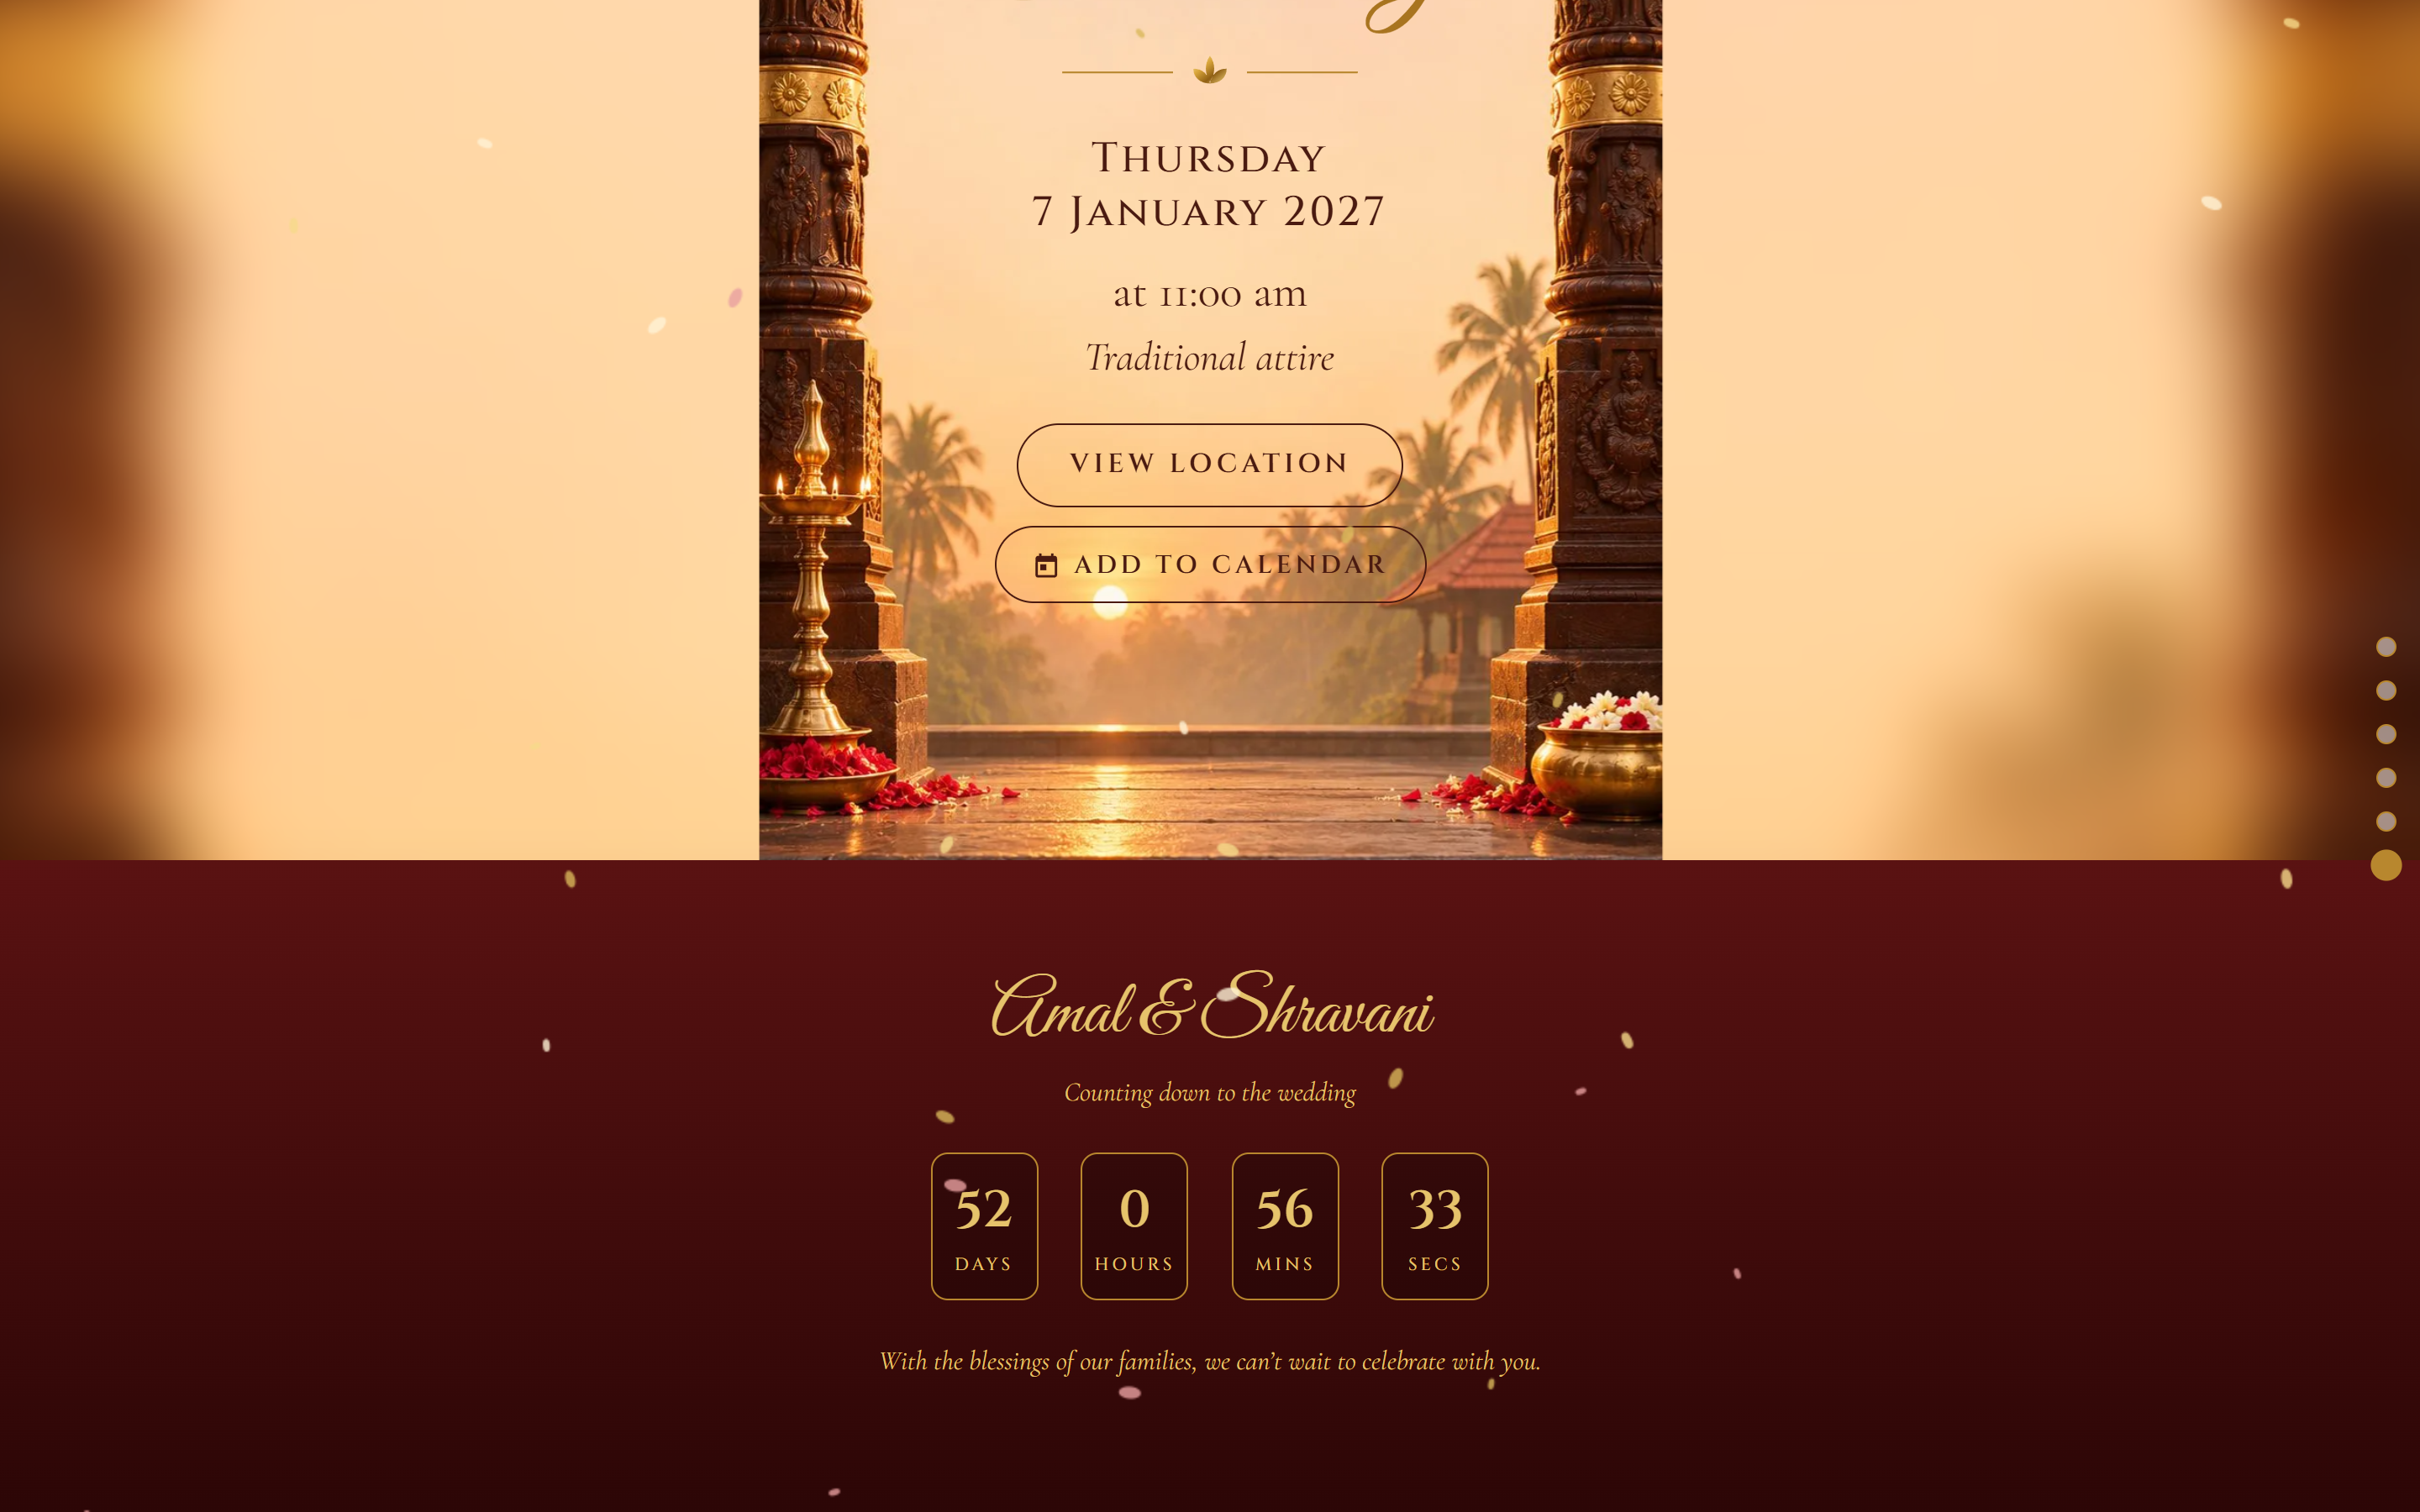 Thursday
7 January 2027
at 11:00 am
Traditional attire
VIEW LOCATION
ADD TO CALENDAR
Amal & Shravani
Counting down to the wedding
52 0 56 33
DAYS HOURS MINS SECS
With the blessings of our families, we can’t wait to celebrate with you.